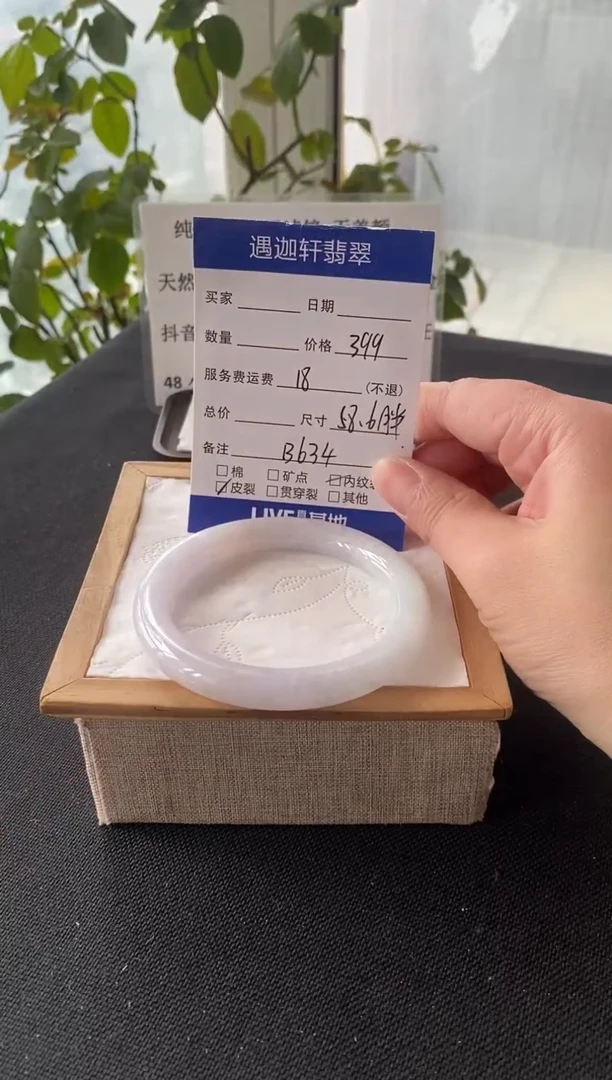 纯
遇迦轩翡翠
天然
买家 日期
抖音
数量 价格 399
服务费运费 18 (不退)
48
总价 尺寸 58.6
备注 B634
□棉 □矿点 □内纹
□皮裂 □贯穿裂 □其他
LIVE 基地